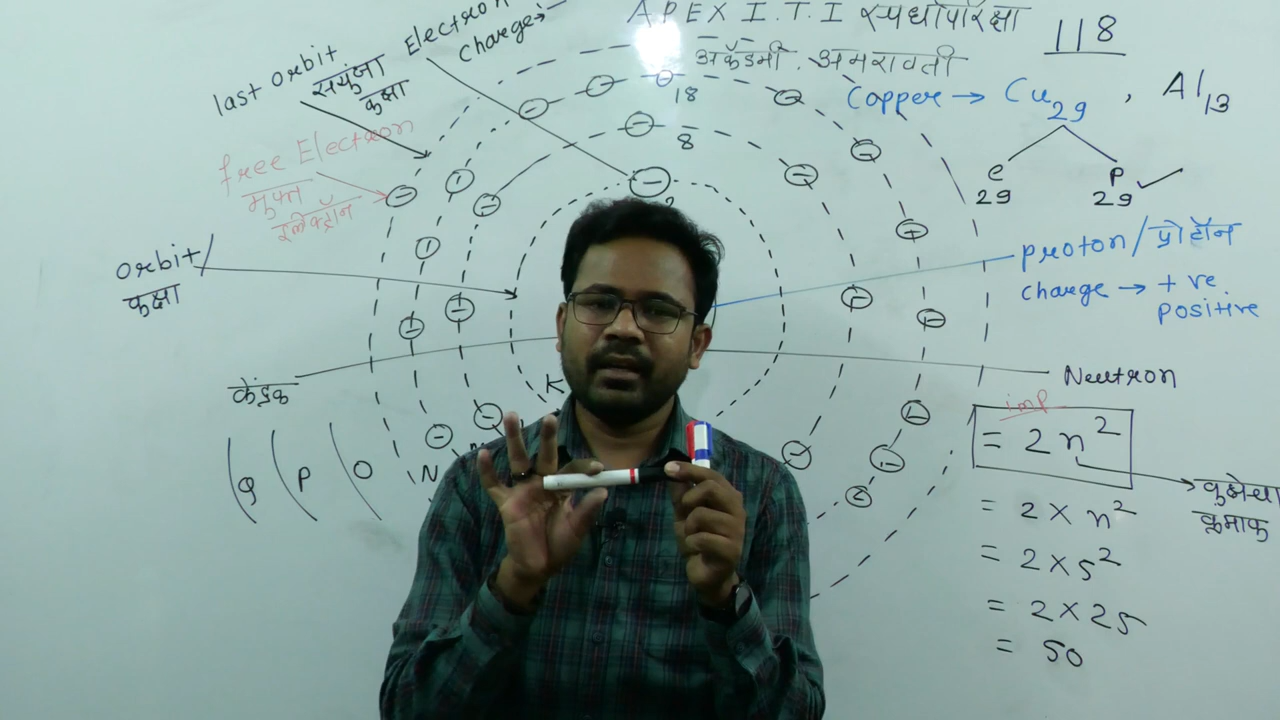 APEX I.T.I स्पर्धापरिक्षा
अ‍ॅकॅडमी. अमरावती
118
Electron
charge→
last orbit
सयुंजा
कक्षा
free Electron
मुक्त
इलेक्ट्रॉन
18
8
Copper → Cu29 , Al13
e
29
P
29
orbit/
कक्षा
proton/प्रोटॉन
charge → +ve
positive
केंद्रक
K
N
O
P
Q
Neutron
imp
= 2n²
कक्षेचा
क्रमांक
= 2 × n²
= 2 × 5²
= 2 × 25
= 50